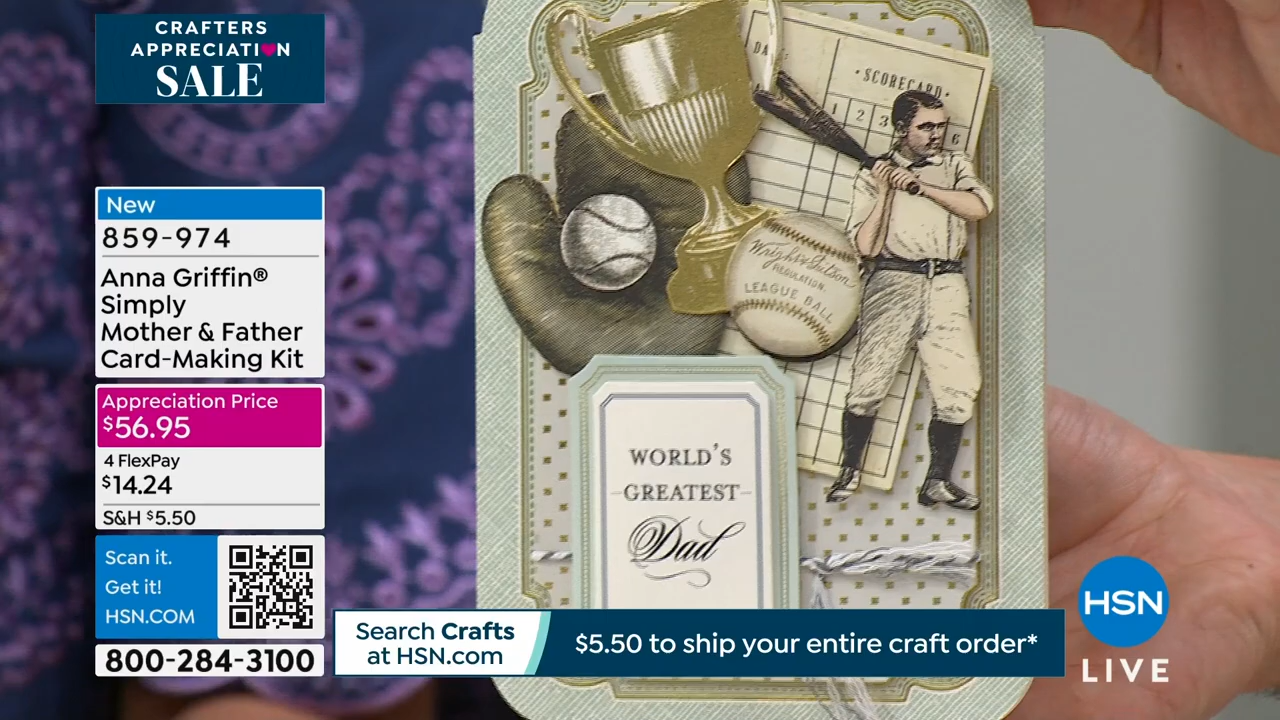 CRAFTERS
APPRECIATION
SALE
New
859-974
Anna Griffin®
Simply
Mother & Father
Card-Making Kit
Appreciation Price
$56.95
4 FlexPay
$14.24
S&H $5.50
Scan it.
Get it!
HSN.COM
800-284-3100
SCORECARD
1 2 3 6
REGULATION
LEAGUE BALL
WORLD'S
GREATEST
Dad
Search Crafts
at HSN.com
$5.50 to ship your entire craft order*
HSN
LIVE